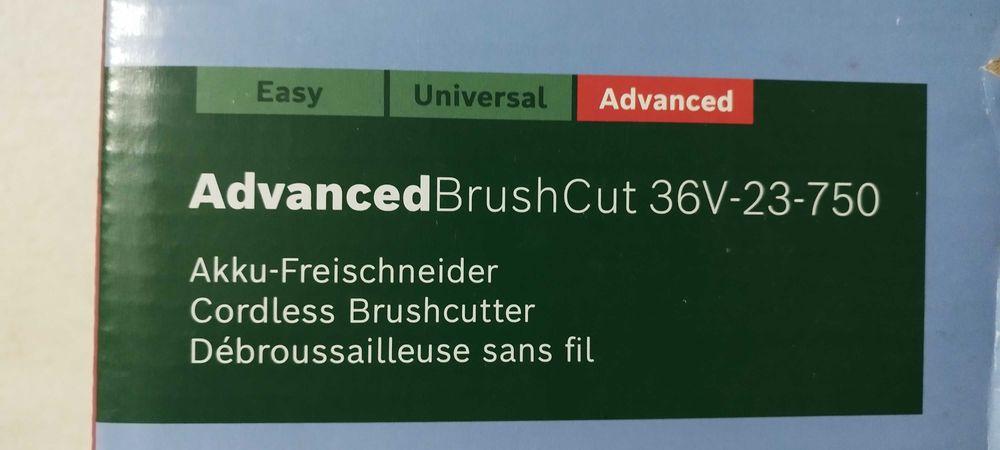 Easy Universal Advanced
AdvancedBrushCut 36V-23-750
Akku-Freischneider
Cordless Brushcutter
Débroussailleuse sans fil